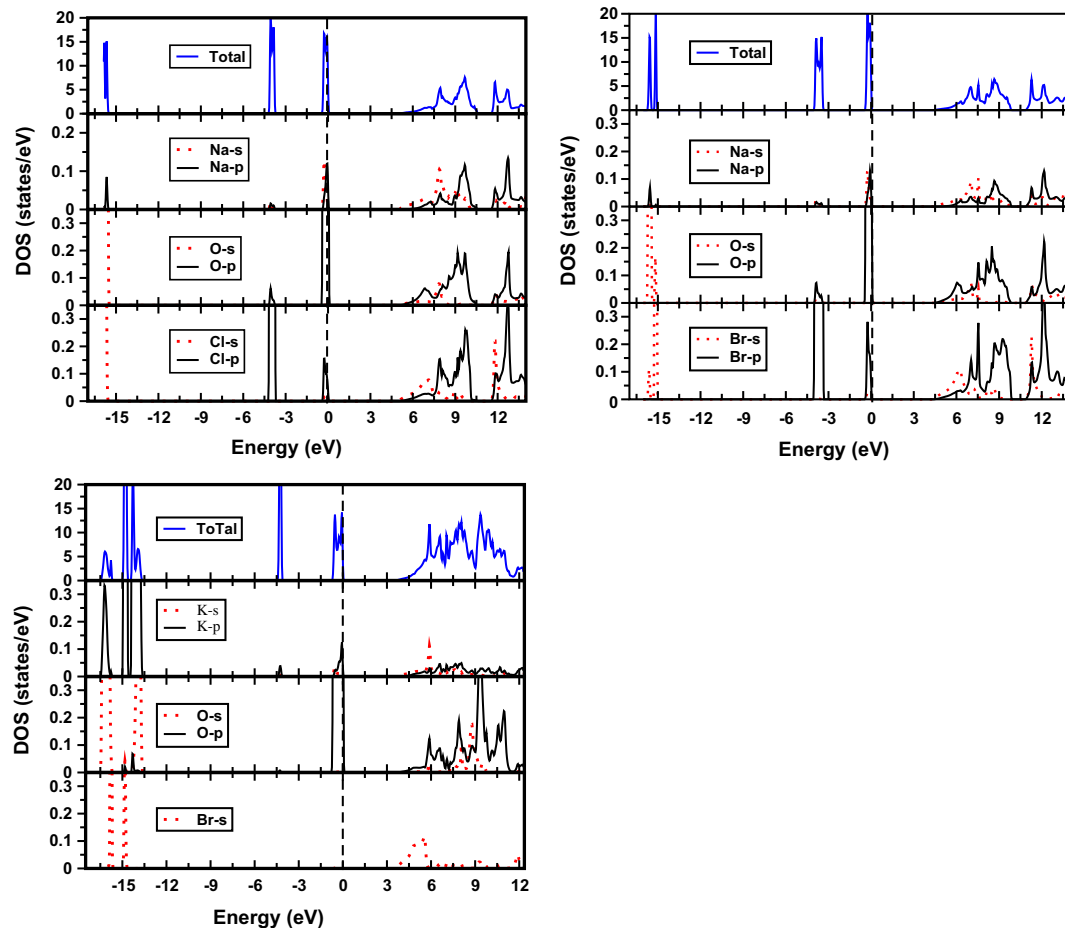 20
15
Total
10
5
0
0.2
Na-s
Na-p
0.1
0
0.3
O-s
0.2
O-p
0.1
0
0.3
Cl-s
0.2
Cl-p
0.1
0
-15 -12 -9 -6 -3 0 3 6 9 12
DOS (states/eV)
Energy (eV)
20
15
Total
10
5
0
0.3
Na-s
0.2
Na-p
0.1
0
0.3
O-s
0.2
O-p
0.1
0
0.3
Br-s
0.2
Br-p
0.1
0
-15 -12 -9 -6 -3 0 3 6 9 12
DOS (states/eV)
Energy (eV)
20
15
ToTal
10
5
0
0.3
K-s
0.2
K-p
0.1
0
0.3
O-s
0.2
O-p
0.1
0
0.3
0.2
Br-s
0.1
0
-15 -12 -9 -6 -3 0 3 6 9 12
DOS (states/eV)
Energy (eV)